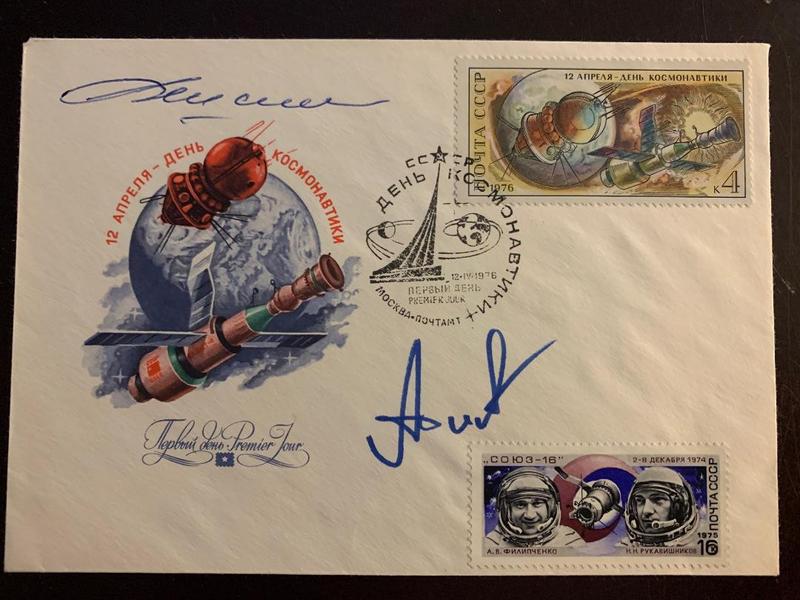 12 АПРЕЛЯ - ДЕНЬ КОСМОНАВТИКИ
Первый день Premier Jour
СССР
ДЕНЬ КОСМОНАВТИКИ
12·IV·1976
ПЕРВЫЙ ДЕНЬ
PREMIER JOUR
МОСКВА-ПОЧТАМТ
12 АПРЕЛЯ-ДЕНЬ КОСМОНАВТИКИ
ПОЧТА СССР
1976
К 4
„СОЮЗ-16" 2-8 ДЕКАБРЯ 1974
А.В. ФИЛИПЧЕНКО Н.Н. РУКАВИШНИКОВ
ПОЧТА СССР
1975
16